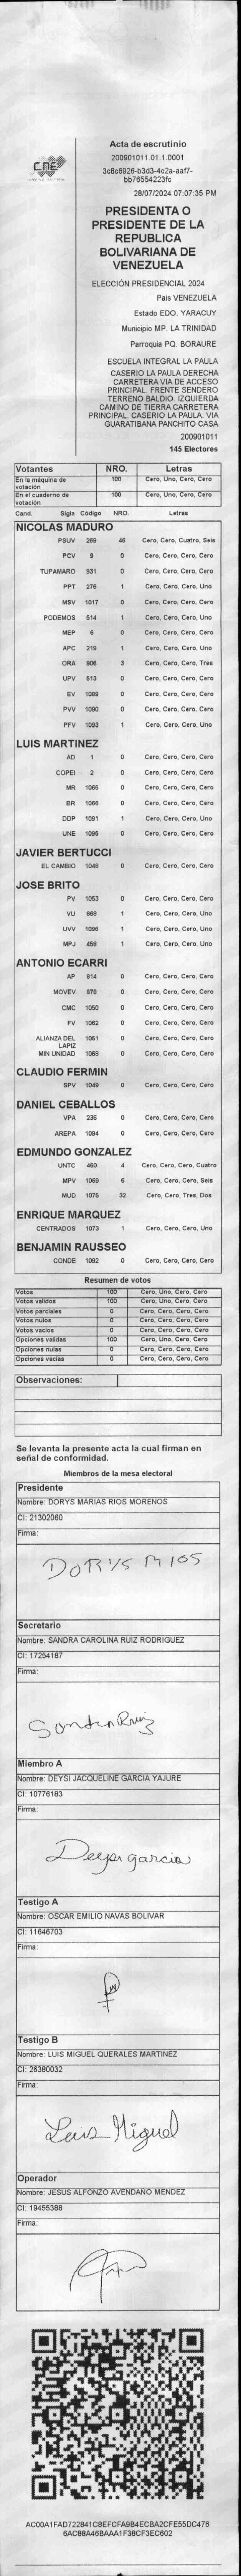 CNE
Acta de escrutinio
200901011.01.1.0001
3c8c6926-b3d3-4c2a-aaf7-
bb76554223fc
28/07/2024 07:07:35 PM
PRESIDENTA O
PRESIDENTE DE LA
REPUBLICA
BOLIVARIANA DE
VENEZUELA
ELECCIÓN PRESIDENCIAL 2024
Pais VENEZUELA
Estado EDO. YARACUY
Municipio MP. LA TRINIDAD
Parroquia PQ. BORAURE
ESCUELA INTEGRAL LA PAULA
CASERIO LA PAULA DERECHA
CARRETERA VIA DE ACCESO
PRINCIPAL. FRENTE SENDERO
TERRENO BALDIO. IZQUIERDA
CAMINO DE TIERRA CARRETERA
PRINCIPAL. CASERIO LA PAULA. VIA
GUARATIBANA PANCHITO CASA
200901011
145 Electores
Votantes NRO. Letras
En la máquina de votación 100 Cero, Uno, Cero, Cero
En el cuaderno de votación 100 Cero, Uno, Cero, Cero
Cand. Sigla Código NRO. Letras
NICOLAS MADURO
PSUV 269 46 Cero, Cero, Cuatro, Seis
PCV 9 0 Cero, Cero, Cero, Cero
TUPAMARO 931 0 Cero, Cero, Cero, Cero
PPT 276 1 Cero, Cero, Cero, Uno
MSV 1017 0 Cero, Cero, Cero, Cero
PODEMOS 514 1 Cero, Cero, Cero, Uno
MEP 6 0 Cero, Cero, Cero, Cero
APC 219 1 Cero, Cero, Cero, Uno
ORA 906 3 Cero, Cero, Cero, Tres
UPV 513 0 Cero, Cero, Cero, Cero
EV 1089 0 Cero, Cero, Cero, Cero
PVV 1090 0 Cero, Cero, Cero, Cero
PFV 1093 1 Cero, Cero, Cero, Uno
LUIS MARTINEZ
AD 1 0 Cero, Cero, Cero, Cero
COPEI 2 0 Cero, Cero, Cero, Cero
MR 1065 0 Cero, Cero, Cero, Cero
BR 1066 0 Cero, Cero, Cero, Cero
DDP 1091 1 Cero, Cero, Cero, Uno
UNE 1095 0 Cero, Cero, Cero, Cero
JAVIER BERTUCCI
EL CAMBIO 1048 0 Cero, Cero, Cero, Cero
JOSE BRITO
PV 1053 0 Cero, Cero, Cero, Cero
VU 969 1 Cero, Cero, Cero, Uno
UVV 1096 1 Cero, Cero, Cero, Uno
MPJ 458 1 Cero, Cero, Cero, Uno
ANTONIO ECARRI
AP 914 0 Cero, Cero, Cero, Cero
MOVEV 979 0 Cero, Cero, Cero, Cero
CMC 1050 0 Cero, Cero, Cero, Cero
FV 1062 0 Cero, Cero, Cero, Cero
ALIANZA DEL LAPIZ 1051 0 Cero, Cero, Cero, Cero
MIN UNIDAD 1068 0 Cero, Cero, Cero, Cero
CLAUDIO FERMIN
SPV 1049 0 Cero, Cero, Cero, Cero
DANIEL CEBALLOS
VPA 236 0 Cero, Cero, Cero, Cero
AREPA 1094 0 Cero, Cero, Cero, Cero
EDMUNDO GONZALEZ
UNTC 460 4 Cero, Cero, Cero, Cuatro
MPV 1069 6 Cero, Cero, Cero, Seis
MUD 1075 32 Cero, Cero, Tres, Dos
ENRIQUE MARQUEZ
CENTRADOS 1073 1 Cero, Cero, Cero, Uno
BENJAMIN RAUSSEO
CONDE 1092 0 Cero, Cero, Cero, Cero
Resumen de votos
Votos 100 Cero, Uno, Cero, Cero
Votos validos 100 Cero, Uno, Cero, Cero
Votos parciales 0 Cero, Cero, Cero, Cero
Votos nulos 0 Cero, Cero, Cero, Cero
Votos vacios 0 Cero, Cero, Cero, Cero
Opciones validas 100 Cero, Uno, Cero, Cero
Opciones nulas 0 Cero, Cero, Cero, Cero
Opciones vacias 0 Cero, Cero, Cero, Cero
Observaciones:
Se levanta la presente acta la cual firman en
señal de conformidad.
Miembros de la mesa electoral
Presidente
Nombre: DORYS MARIAS RIOS MORENOS
CI: 21302060
Firma:
DORYS RIOS
Secretario
Nombre: SANDRA CAROLINA RUIZ RODRIGUEZ
CI: 17254187
Firma:
Sandra Ruiz
Miembro A
Nombre: DEYSI JACQUELINE GARCIA YAJURE
CI: 10776183
Firma:
Deysi garcia
Testigo A
Nombre: OSCAR EMILIO NAVAS BOLIVAR
CI: 11646703
Firma:
Testigo B
Nombre: LUIS MIGUEL QUERALES MARTINEZ
CI: 26380032
Firma:
Luis Miguel
Operador
Nombre: JESUS ALFONZO AVENDAÑO MENDEZ
CI: 19455388
Firma:
AC00A1FAD722841C8EFCFA9B4ECBA2CFE55DC476
6AC88A46BAAA1F38CF3EC602